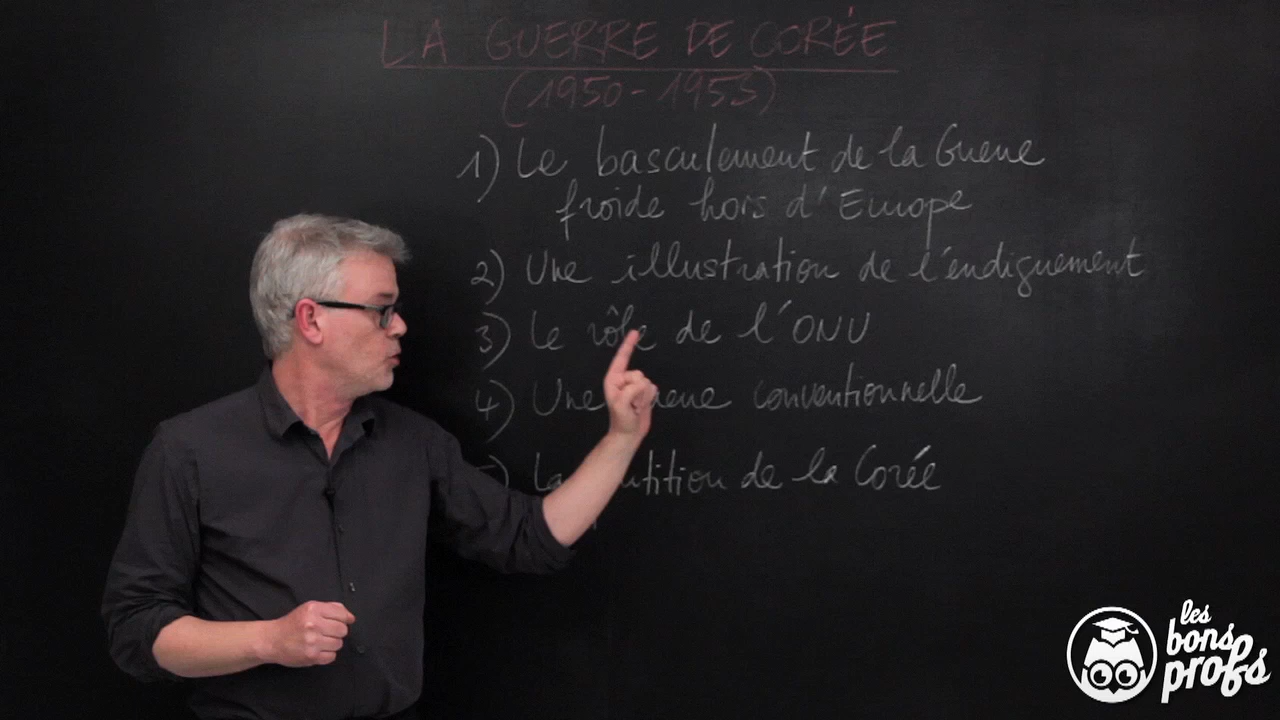 LA GUERRE DE CORÉE
(1950-1953)
1) Le basculement de la Guerre
froide hors d'Europe
2) Une illustration de l'endiguement
3) Le rôle de l'ONU
4) Une conventionnelle
La de la Corée
les
bons
profs